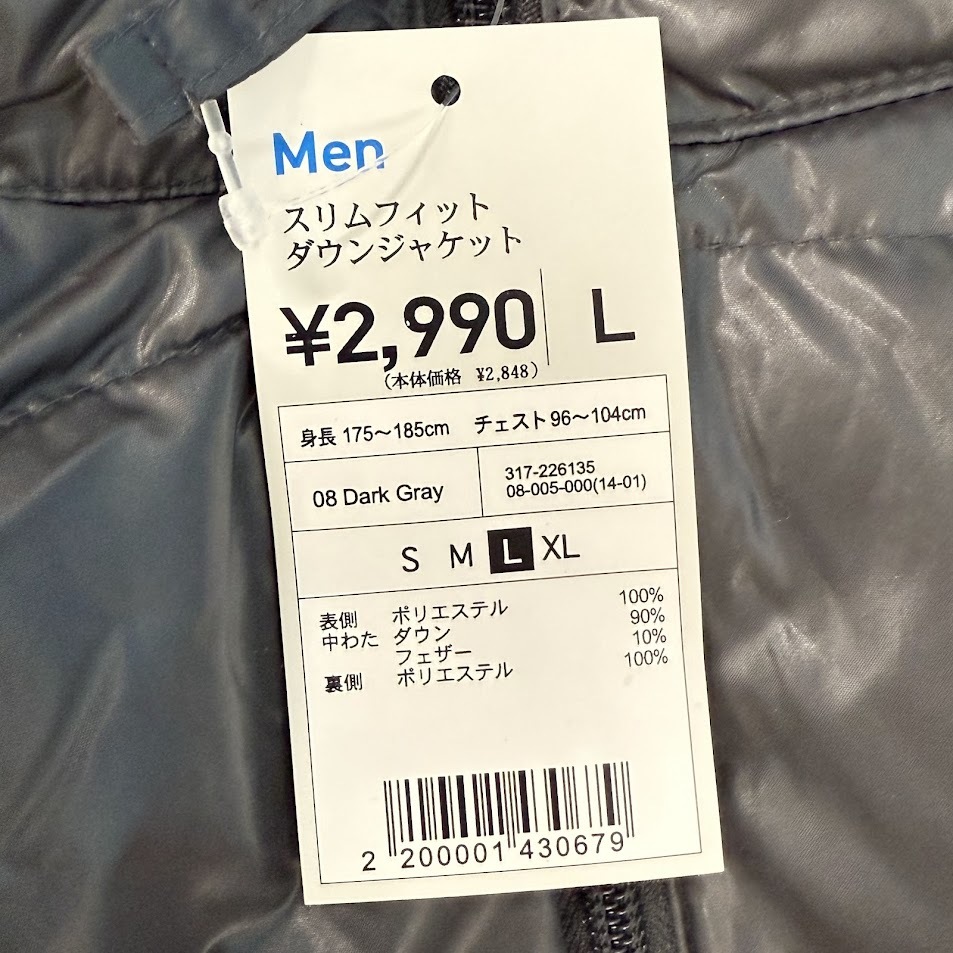 Men
スリムフィット
ダウンジャケット
¥2,990 L
(本体価格 ¥2,848)
身長 175〜185cm チェスト 96〜104cm
08 Dark Gray
317-226135
08-005-000(14-01)
S M L XL
表側 ポリエステル 100%
中わた ダウン 90%
フェザー 10%
裏側 ポリエステル 100%
2 200001 430679